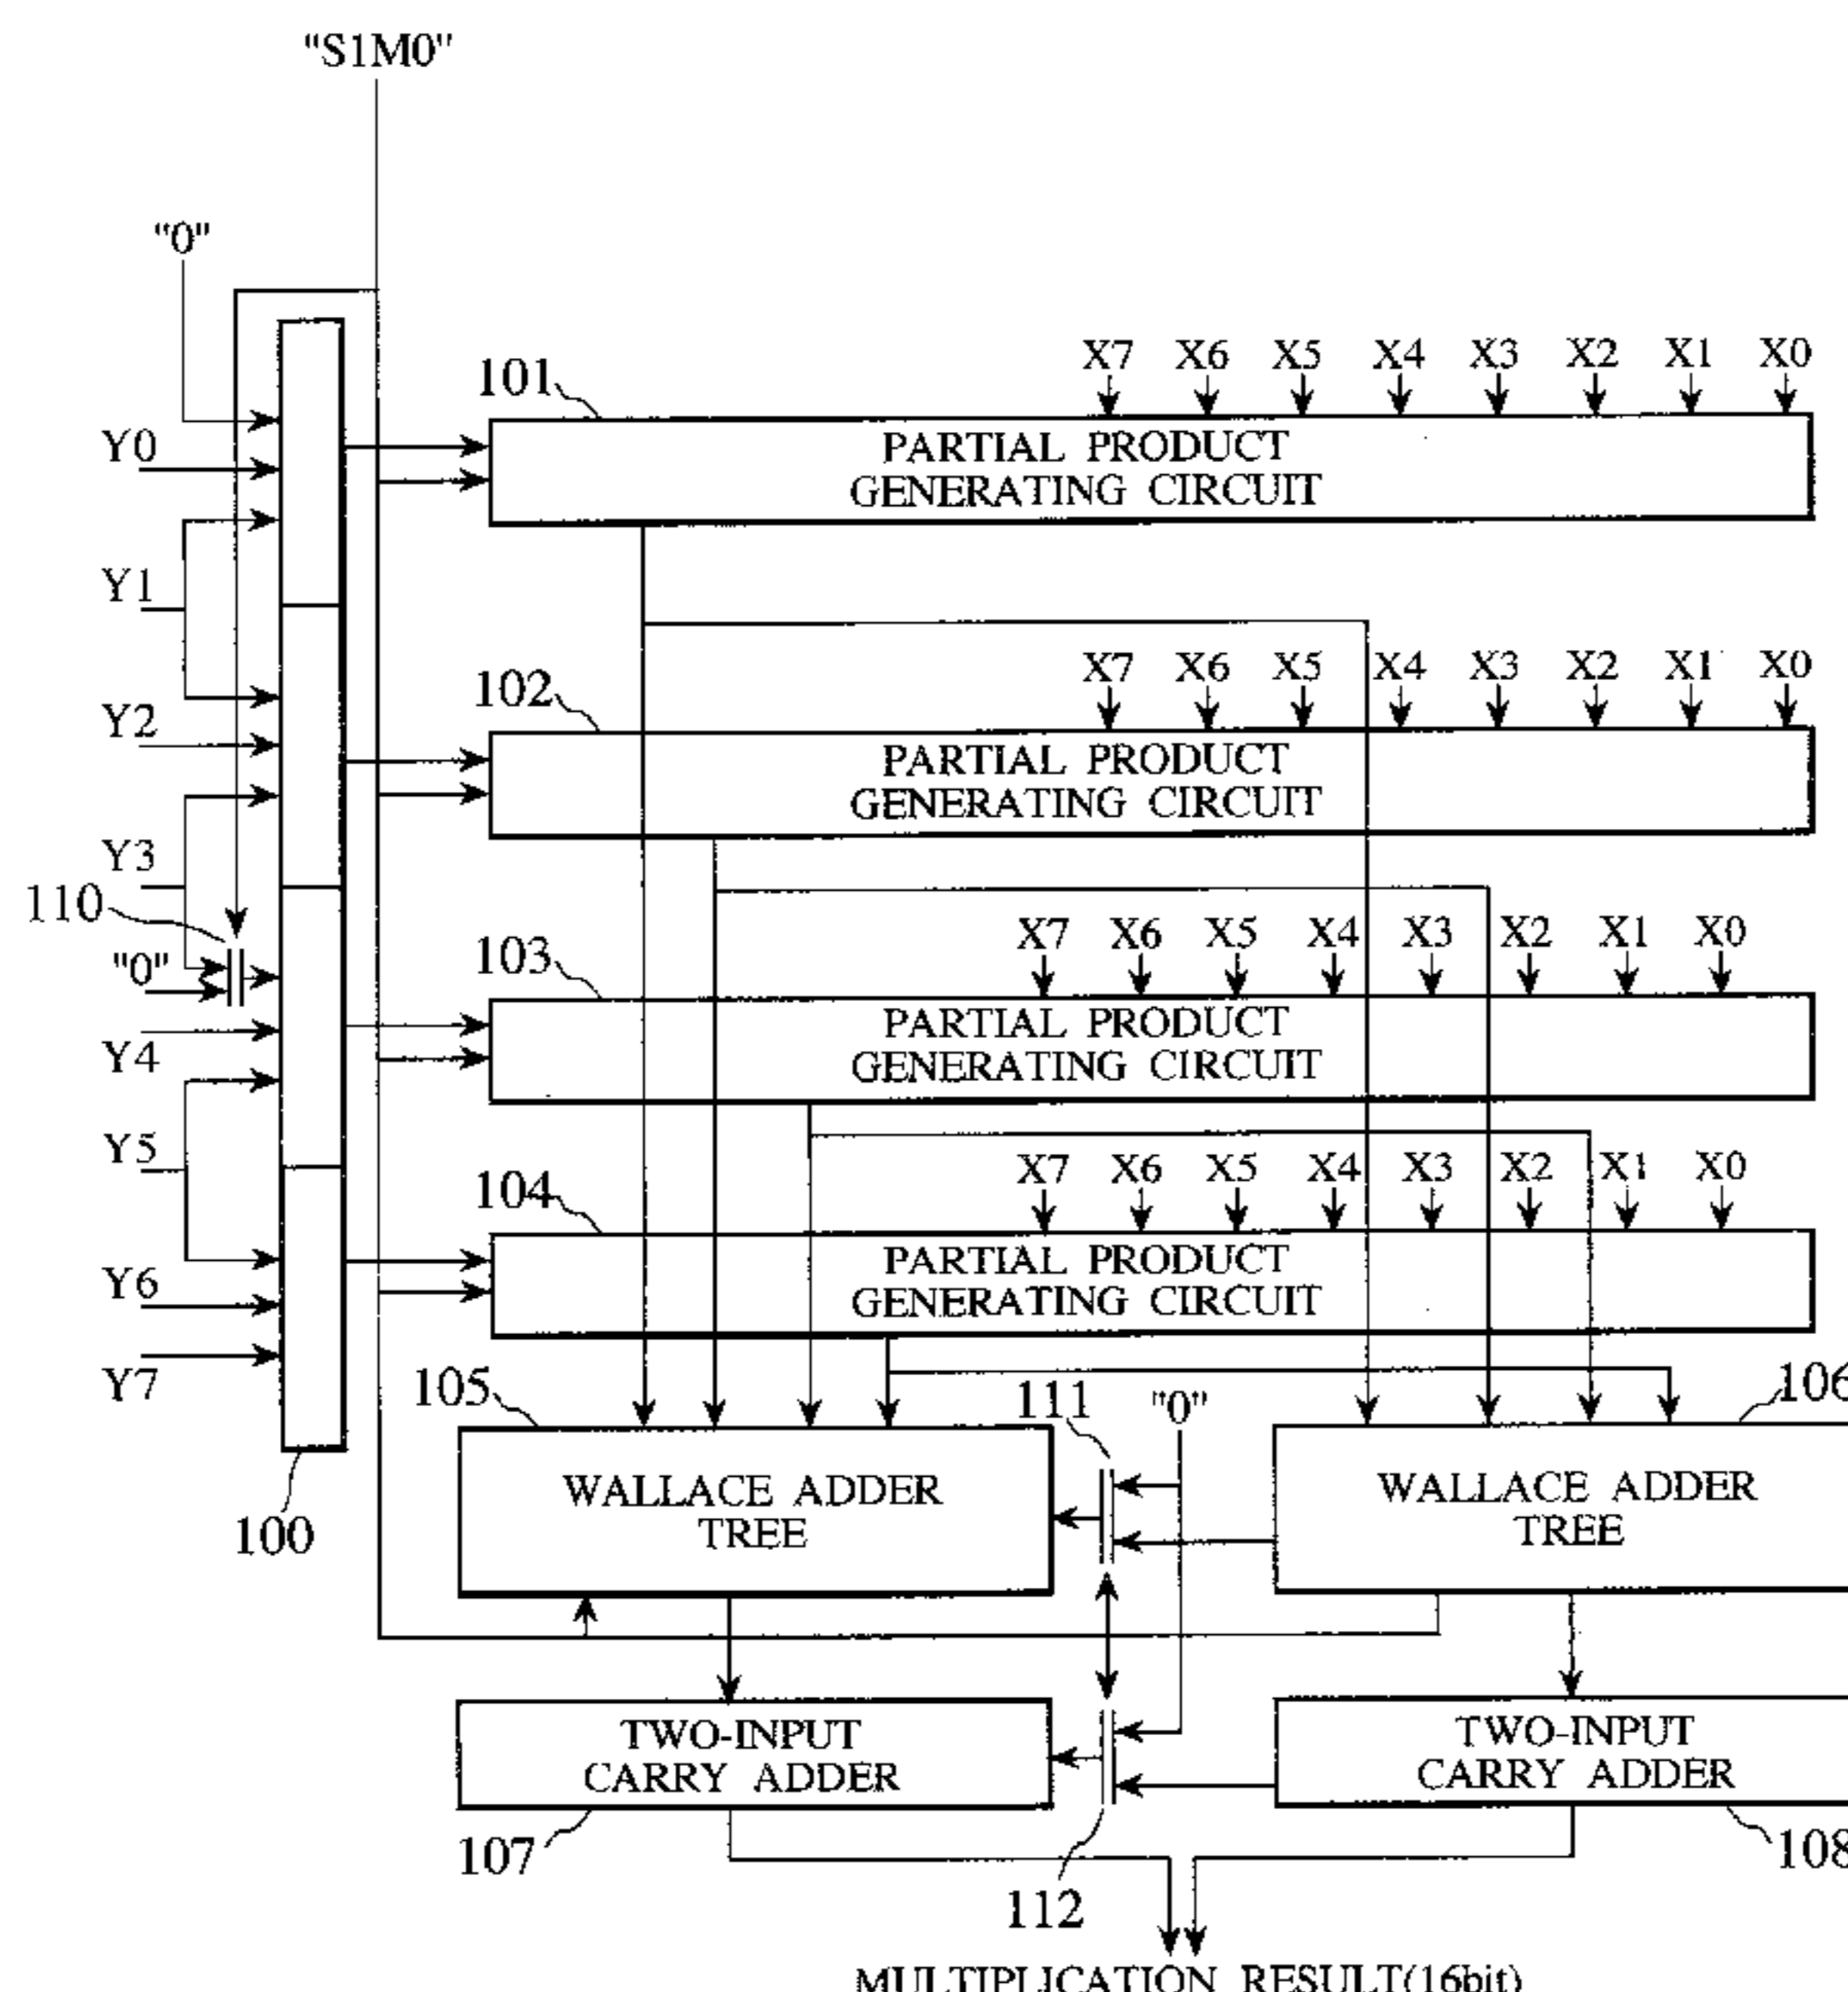 "S1M0"
"0"
101
X7 X6 X5 X4 X3 X2 X1 X0
Y0
PARTIAL PRODUCT
GENERATING CIRCUIT
Y1
102
X7 X6 X5 X4 X3 X2 X1 X0
Y2
PARTIAL PRODUCT
GENERATING CIRCUIT
Y3
110
"0"
103
X7 X6 X5 X4 X3 X2 X1 X0
PARTIAL PRODUCT
GENERATING CIRCUIT
Y4
Y5
104
X7 X6 X5 X4 X3 X2 X1 X0
PARTIAL PRODUCT
GENERATING CIRCUIT
Y6
Y7
105
111
"0"
106
WALLACE ADDER
TREE
WALLACE ADDER
TREE
100
TWO-INPUT
CARRY ADDER
TWO-INPUT
CARRY ADDER
107
112
108
MULTIPLICATION RESULT(16bit)